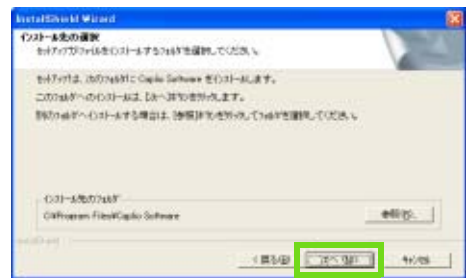 InstallShield Wizard
インストール先の選択
セットアップがファイルをインストールするフォルダを選択してください。
セットアップは、次のフォルダに Caplio Software をインストールします。
このフォルダへのインストールは、[次へ]ボタンをクリックします。
別のフォルダへインストールする場合は、[参照]ボタンをクリックしてフォルダを選択してください。
インストール先のフォルダ
C:¥Program Files¥Caplio Software
参照(R)...
InstallShield
< 戻る(B) 次へ(N) > キャンセル